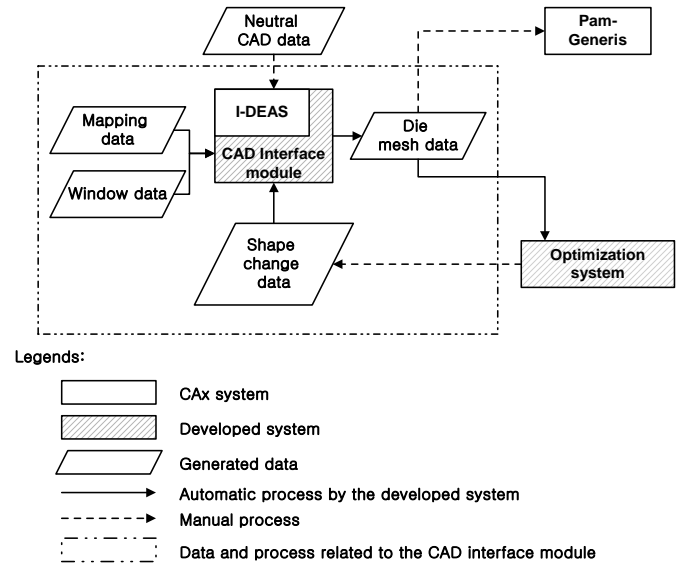 Neutral
CAD data
Pam-
Generis
I-DEAS
Mapping
data
CAD Interface
module
Die
mesh data
Window data
Shape
change
data
Optimization
system
Legends:
CAx system
Developed system
Generated data
Automatic process by the developed system
Manual process
Data and process related to the CAD interface module